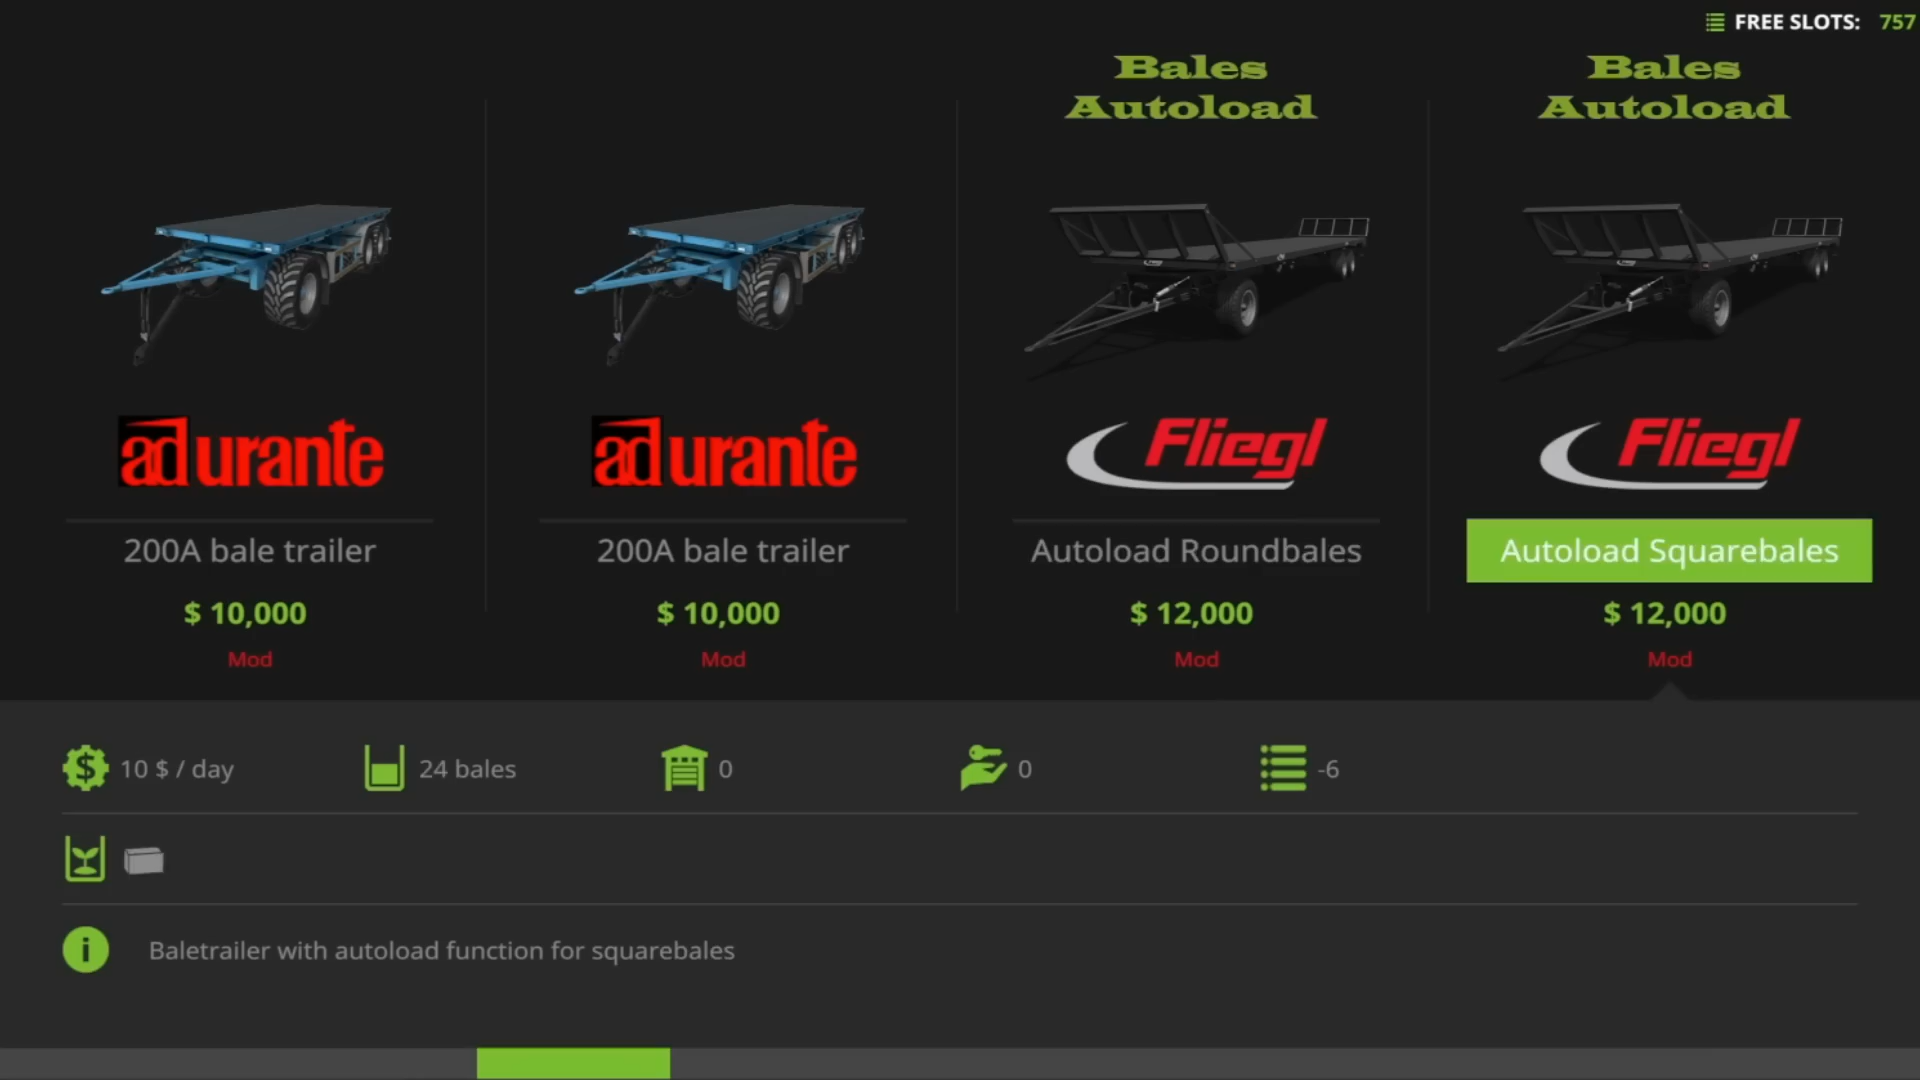 FREE SLOTS: 757
Bales
Autoload
Bales
Autoload
adurante
adurante
Fliegl
Fliegl
200A bale trailer
200A bale trailer
Autoload Roundbales
Autoload Squarebales
$ 10,000
$ 10,000
$ 12,000
$ 12,000
Mod
Mod
Mod
Mod
10 $ / day
24 bales
0
0
-6
Baletrailer with autoload function for squarebales